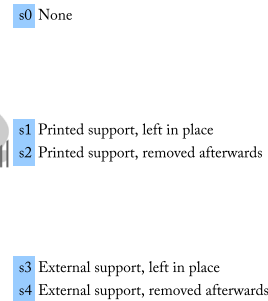 s0 None
s1 Printed support, left in place
s2 Printed support, removed afterwards
s3 External support, left in place
s4 External support, removed afterwards